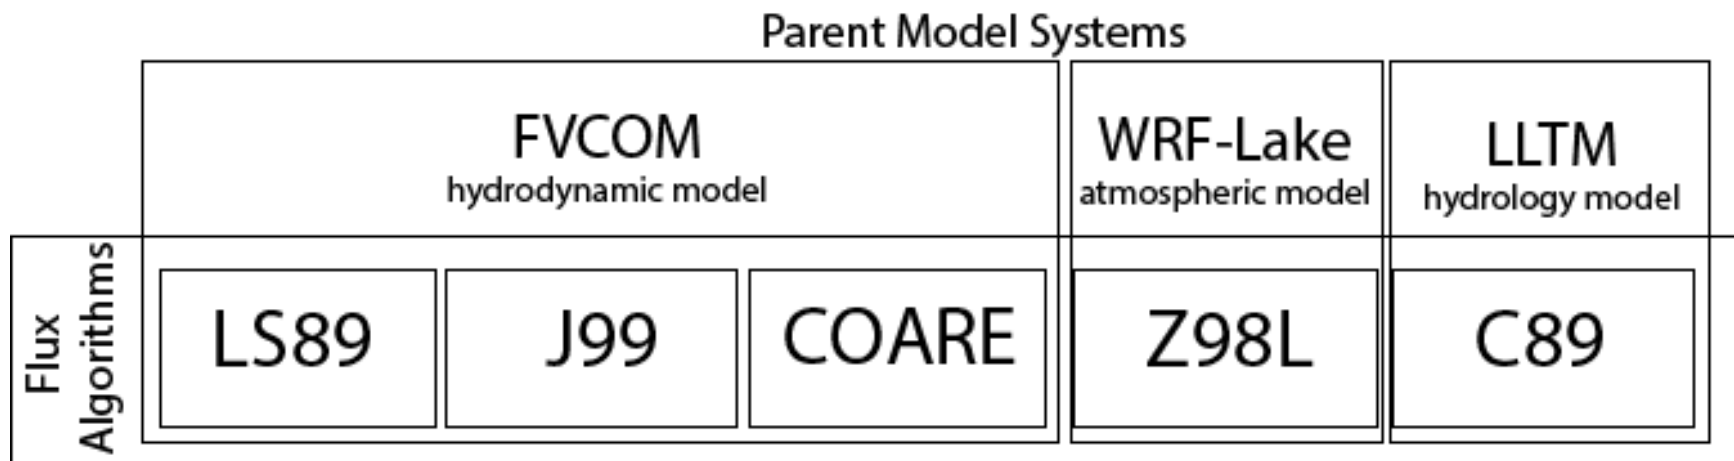 Parent Model Systems
FVCOM
hydrodynamic model
WRF-Lake
atmospheric model
LLTM
hydrology model
Flux
Algorithms
LS89
J99
COARE
Z98L
C89